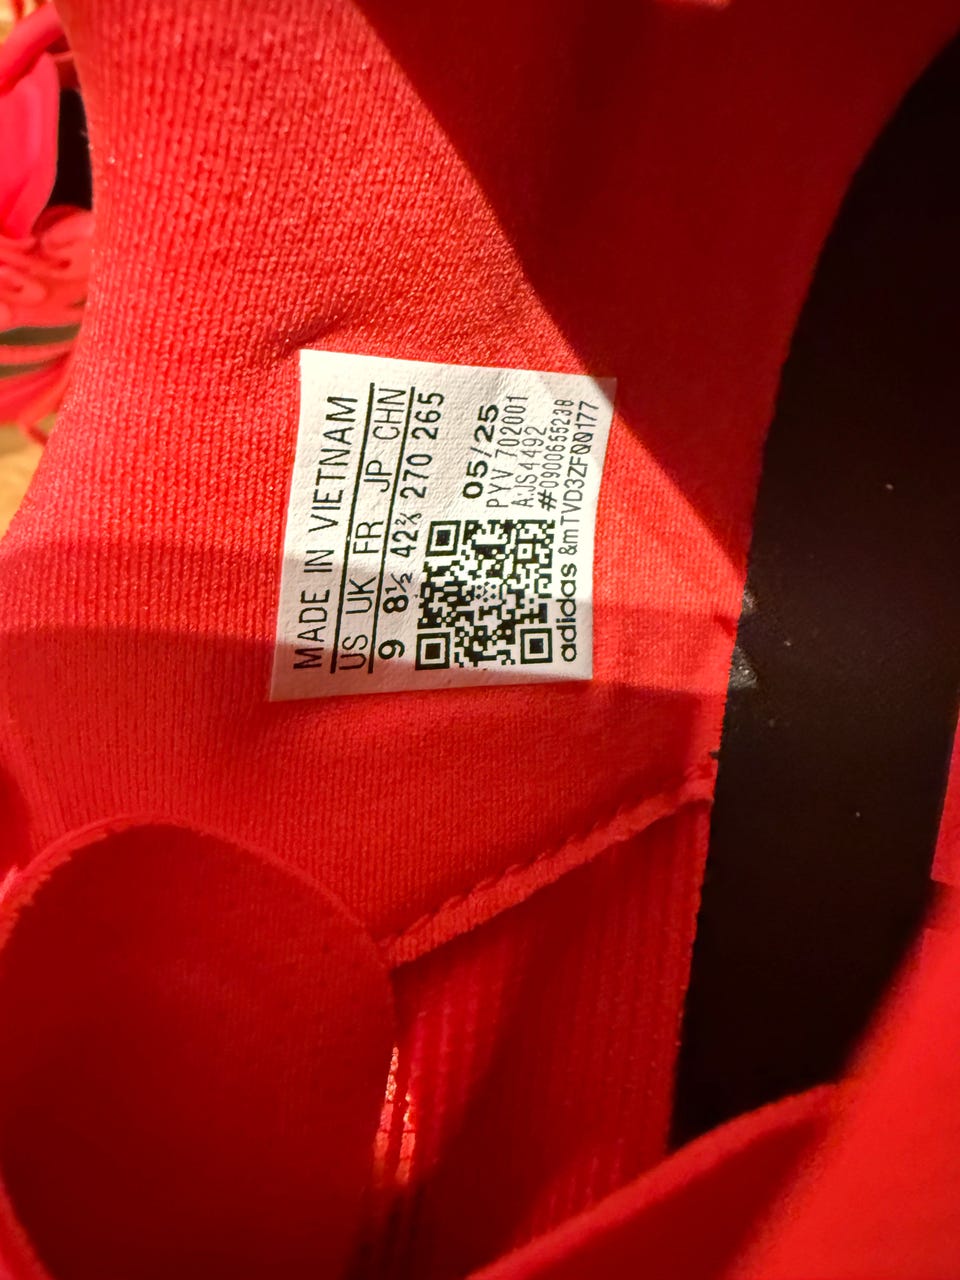 MADE IN VIETNAM
US UK FR JP CHN
9 8½ 42⅔ 270 265
05/25
PYV 702001
A:JS4492
#0900655238
adidas &mTVD3ZFQQ177